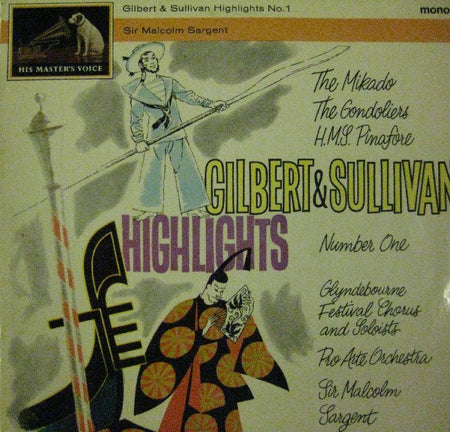 Gilbert & Sullivan Highlights No.1
mono
Sir Malcolm Sargent
HIS MASTER'S VOICE
The Mikado
The Gondoliers
H.M.S. Pinafore
GILBERT & SULLIVAN
HIGHLIGHTS
Number One
Glyndebourne
Festival Chorus
and Soloists
Pro Arte Orchestra
Sir Malcolm
Sargent